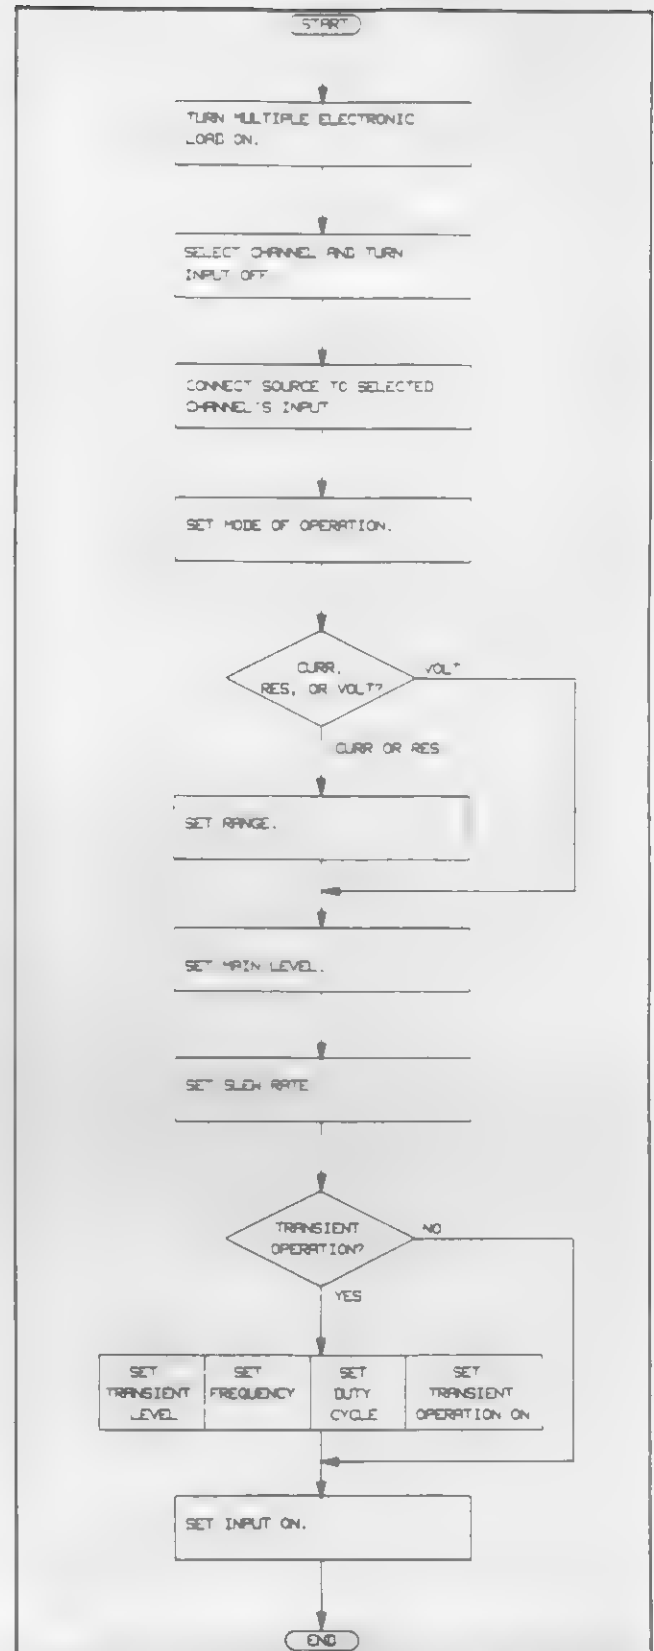 START
TURN MULTIPLE ELECTRONIC
LOAD ON.
SELECT CHANNEL AND TURN
INPUT OFF
CONNECT SOURCE TO SELECTED
CHANNEL'S INPUT
SET MODE OF OPERATION.
CURR,
RES, OR VOLT?
VOLT
CURR OR RES
SET RANGE.
SET MAIN LEVEL.
SET SLEW RATE
TRANSIENT
OPERATION?
NO
YES
SET
TRANSIENT
LEVEL
SET
FREQUENCY
SET
DUTY
CYCLE
SET
TRANSIENT
OPERATION ON
SET INPUT ON.
END